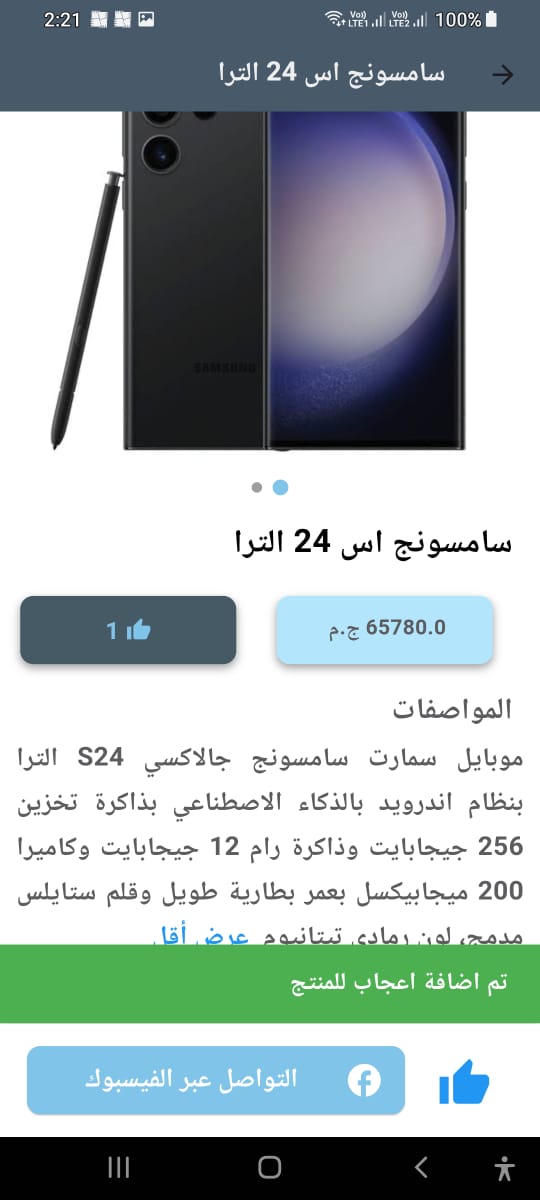 2:21 Vo)) LTE1 Vo)) LTE2 100%
سامسونج اس 24 الترا
SAMSUNG
سامسونج اس 24 الترا
65780.0 ج.م
1
المواصفات
موبايل سمارت سامسونج جالاكسي S24 الترا
بنظام اندرويد بالذكاء الاصطناعي بذاكرة تخزين
256 جيجابايت وذاكرة رام 12 جيجابايت وكاميرا
200 ميجابيكسل بعمر بطارية طويل وقلم ستايلس
مدمج، لون رمادي تيتانيوم عرض أقل
تم اضافة اعجاب للمنتج
التواصل عبر الفيسبوك